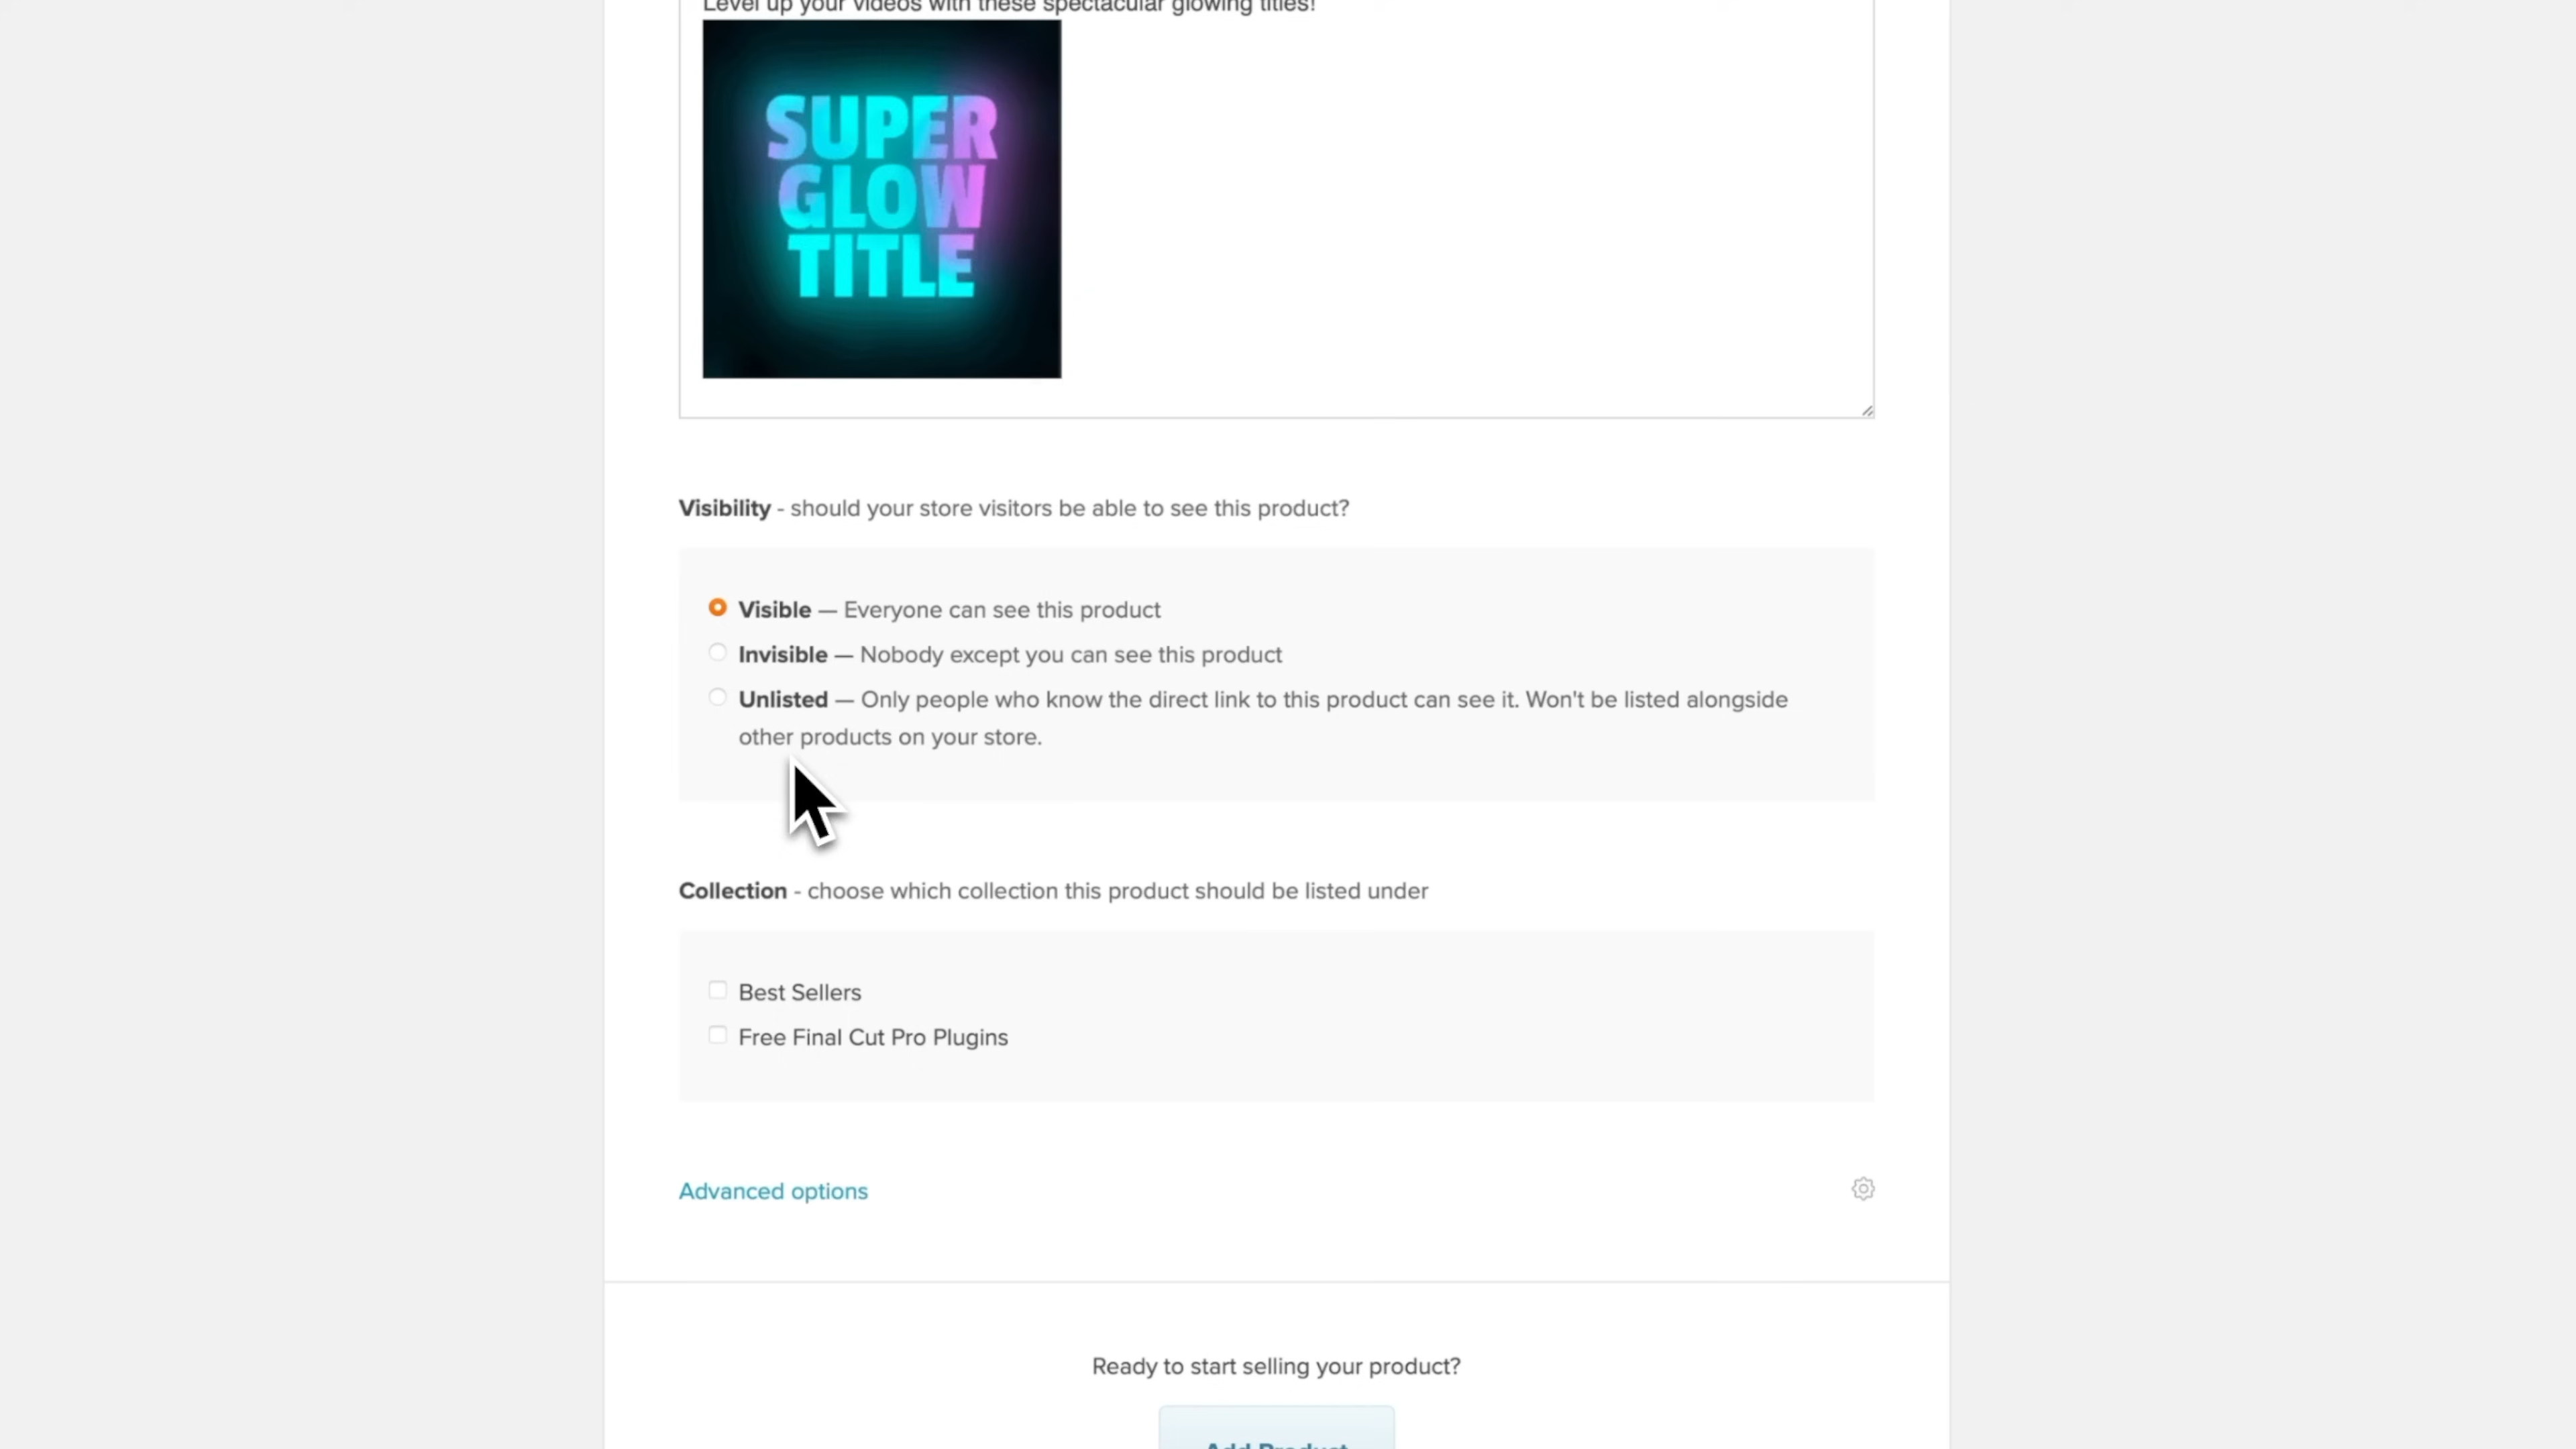 Level up your videos with these spectacular glowing titles!
SUPER
GLOW
TITLE
Visibility - should your store visitors be able to see this product?
Visible — Everyone can see this product
Invisible — Nobody except you can see this product
Unlisted — Only people who know the direct link to this product can see it. Won't be listed alongside
other products on your store.
Collection - choose which collection this product should be listed under
Best Sellers
Free Final Cut Pro Plugins
Advanced options
Ready to start selling your product?
Add Product